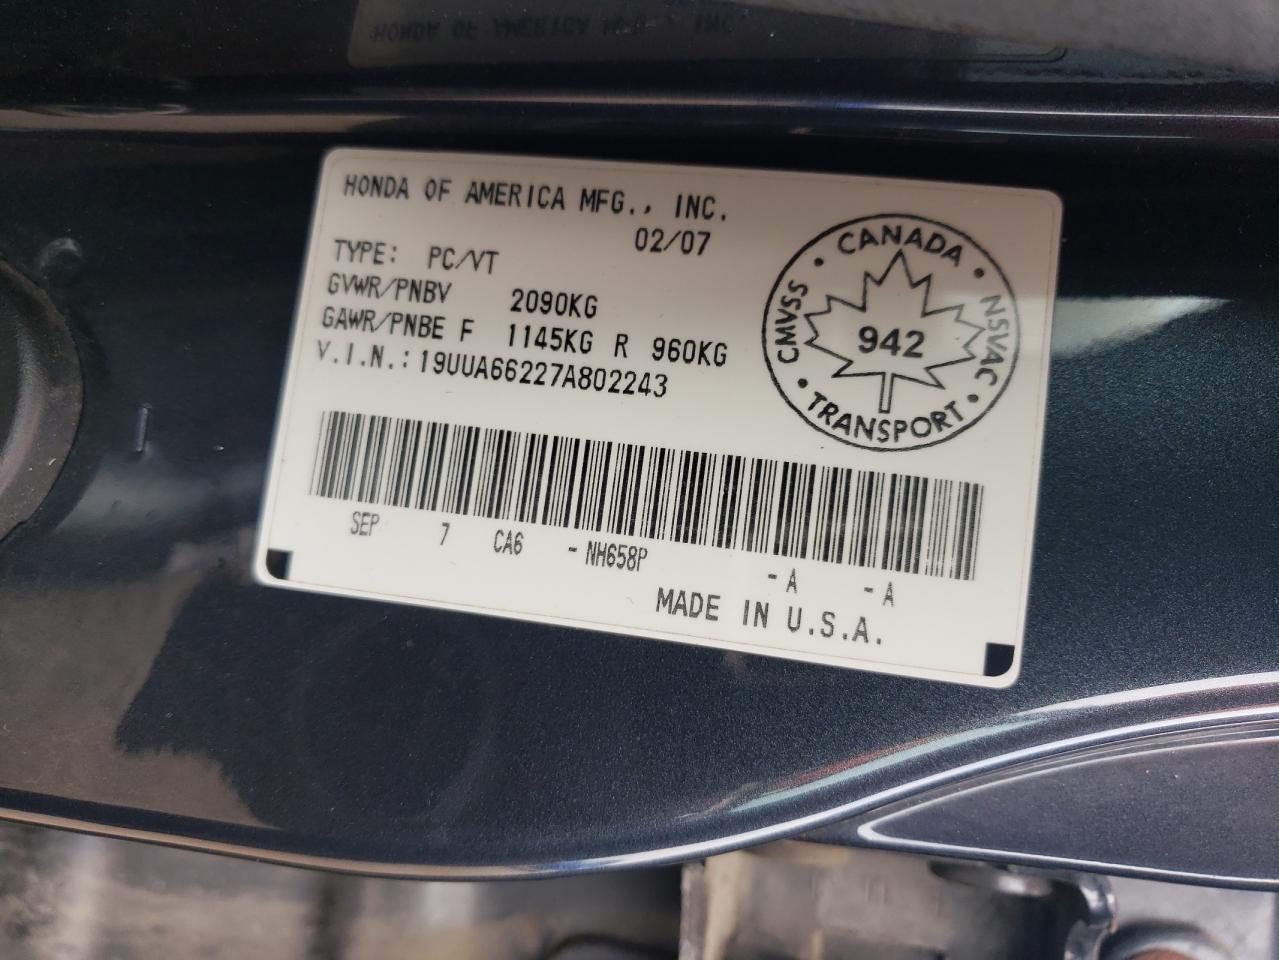 HONDA OF AMERICA MFG., INC.
02/07
TYPE: PC/VT
GVWR/PNBV 2090KG
GAWR/PNBE F 1145KG R 960KG
V.I.N.: 19UUA66227A802243
CANADA
CMVSS
942
NSVAC
TRANSPORT
SEP 7 CA6 - NH658P - A - A
MADE IN U.S.A.